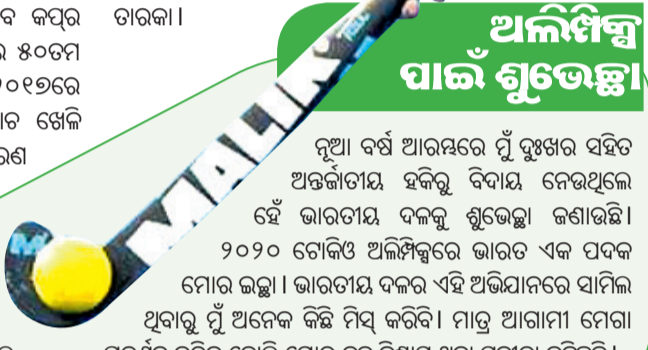 କପ୍‌ର
୫୦ତମ
୨୦୧୭ରେ
ଖେଳି
ତାରକା।
MALIK
ଅଲିମ୍ପିକ୍ସ
ପାଇଁ ଶୁଭେଚ୍ଛା
ନୂଆ ବର୍ଷ ଆରମ୍ଭରେ ମୁଁ ଦୁଃଖର ସହିତ
ଅନ୍ତର୍ଜାତୀୟ ହକିରୁ ବିଦାୟ ନେଉଥିଲେ
ହେଁ ଭାରତୀୟ ଦଳକୁ ଶୁଭେଚ୍ଛା ଜଣାଉଛି।
୨୦୨୦ ଟୋକିଓ ଅଲିମ୍ପିକ୍ସରେ ଭାରତ ଏକ ପଦକ
ମୋର ଇଚ୍ଛା। ଭାରତୀୟ ଦଳର ଏହି ଅଭିଯାନରେ ସାମିଲ
ଥିବାରୁ ମୁଁ ଅନେକ କିଛି ମିସ୍ କରିବି। ମାତ୍ର ଆଗାମୀ ମେଗା